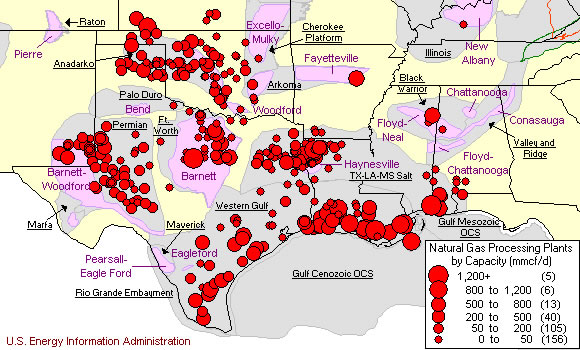 Raton
Pierre
Anadarko
Excello-
Mulky
Cherokee
Platform
Fayetteville
Illinois
New
Albany
Palo Duro
Bend
Arkoma
Woodford
Black
Warrior
Chattanooga
Conasauga
Floyd-
Neal
Valley and
Ridge
Floyd-
Chattanooga
Permian
Ft.
Worth
Barnett-
Woodford
Barnett
Haynesville
TX-LA-MS Salt
Marfa
Maverick
Western Gulf
Pearsall-
Eagle Ford
Eagleford
Rio Grande Embayment
Gulf Cenozoic OCS
Gulf Mesozoic
OCS
Natural Gas Processing Plants
by Capacity (mmcf/d)
1,200+ (5)
800 to 1,200 (6)
500 to 800 (13)
200 to 500 (40)
50 to 200 (105)
0 to 50 (156)
U.S. Energy Information Administration